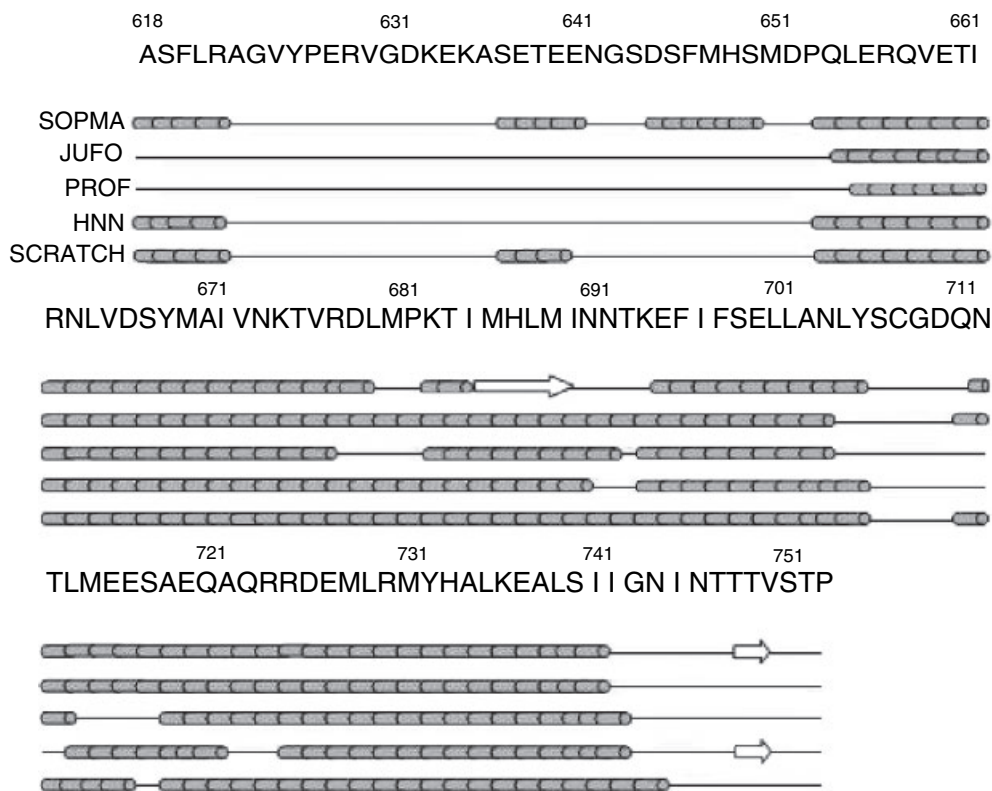 618 631 641 651 661
ASFLRAGVYPERVGDKEKASETEENGSDSFMHSMDPQLERQVETI
SOPMA
JUFO
PROF
HNN
SCRATCH
671 681 691 701 711
RNLVDSYMAI VNKTVRDLMPKT I MHLM INNTKEF I FSELLANLYSCGDQN
721 731 741 751
TLMEESAEQAQRRDEMLRMYHALKEALS I I GN I NTTTVSTP